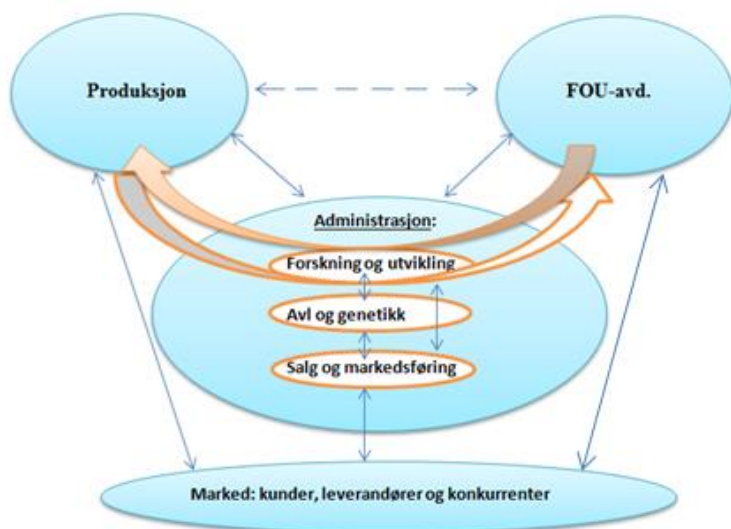 Produksjon
FOU-avd.
Administrasjon:
Forskning og utvikling
Avl og genetikk
Salg og markedsføring
Marked: kunder, leverandører og konkurrenter